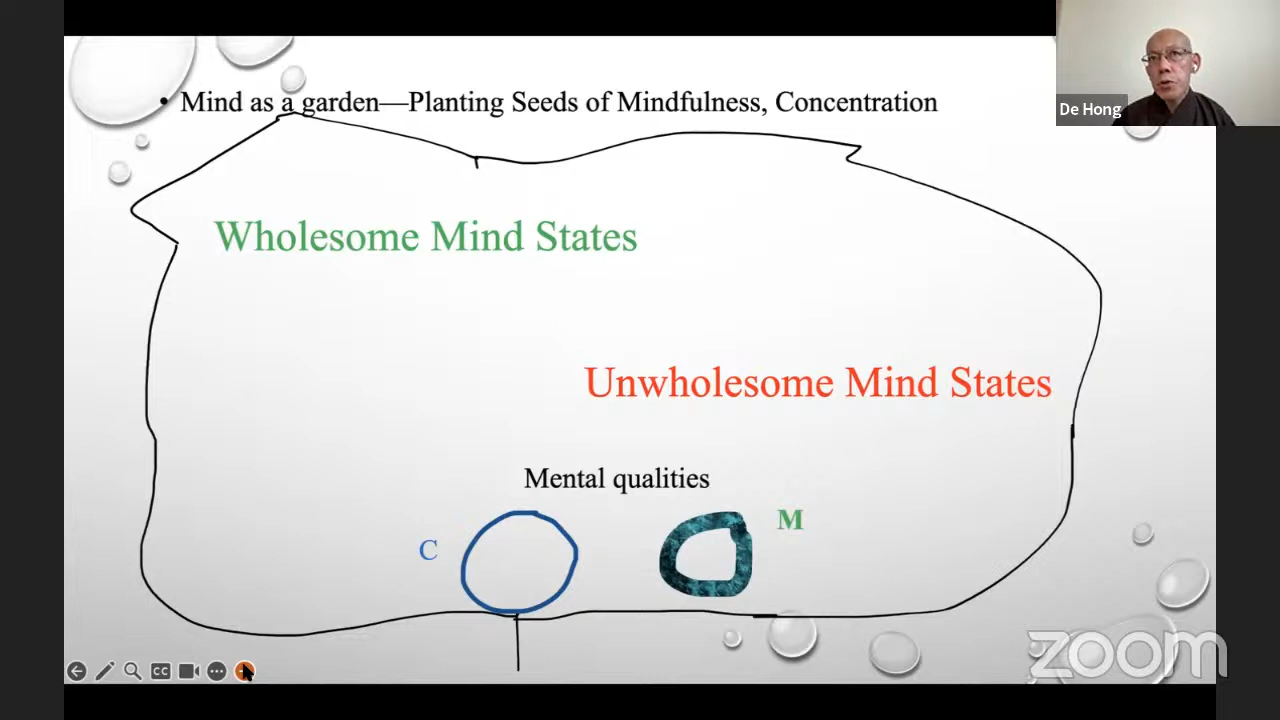 • Mind as a garden—Planting Seeds of Mindfulness, Concentration
De Hong
Wholesome Mind States
Unwholesome Mind States
Mental qualities
M
C
CC
zoom